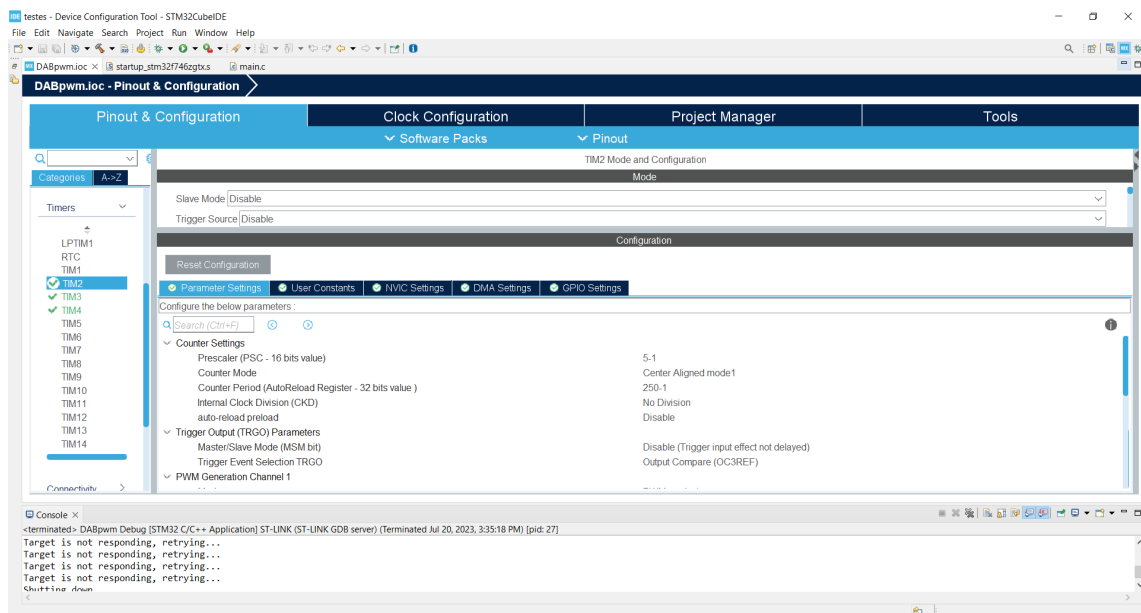 IDE testes - Device Configuration Tool - STM32CubeIDE
File Edit Navigate Search Project Run Window Help
MX DABpwm.ioc startup_stm32f746zgtx.s main.c
DABpwm.ioc - Pinout & Configuration
Pinout & Configuration Clock Configuration Project Manager Tools
Software Packs Pinout
TIM2 Mode and Configuration
Categories A->Z
Mode
Timers
Slave Mode Disable
Trigger Source Disable
Configuration
LPTIM1
RTC
TIM1
TIM2
TIM3
TIM4
TIM5
TIM6
TIM7
TIM8
TIM9
TIM10
TIM11
TIM12
TIM13
TIM14
Connectivity
Reset Configuration
Parameter Settings User Constants NVIC Settings DMA Settings GPIO Settings
Configure the below parameters :
Search (Ctrl+F)
Counter Settings
Prescaler (PSC - 16 bits value) 5-1
Counter Mode Center Aligned mode1
Counter Period (AutoReload Register - 32 bits value ) 250-1
Internal Clock Division (CKD) No Division
auto-reload preload Disable
Trigger Output (TRGO) Parameters
Master/Slave Mode (MSM bit) Disable (Trigger input effect not delayed)
Trigger Event Selection TRGO Output Compare (OC3REF)
PWM Generation Channel 1
Console
<terminated> DABpwm Debug [STM32 C/C++ Application] ST-LINK (ST-LINK GDB server) (Terminated Jul 20, 2023, 3:35:18 PM) [pid: 27]
Target is not responding, retrying...
Target is not responding, retrying...
Target is not responding, retrying...
Target is not responding, retrying...
Shutting down